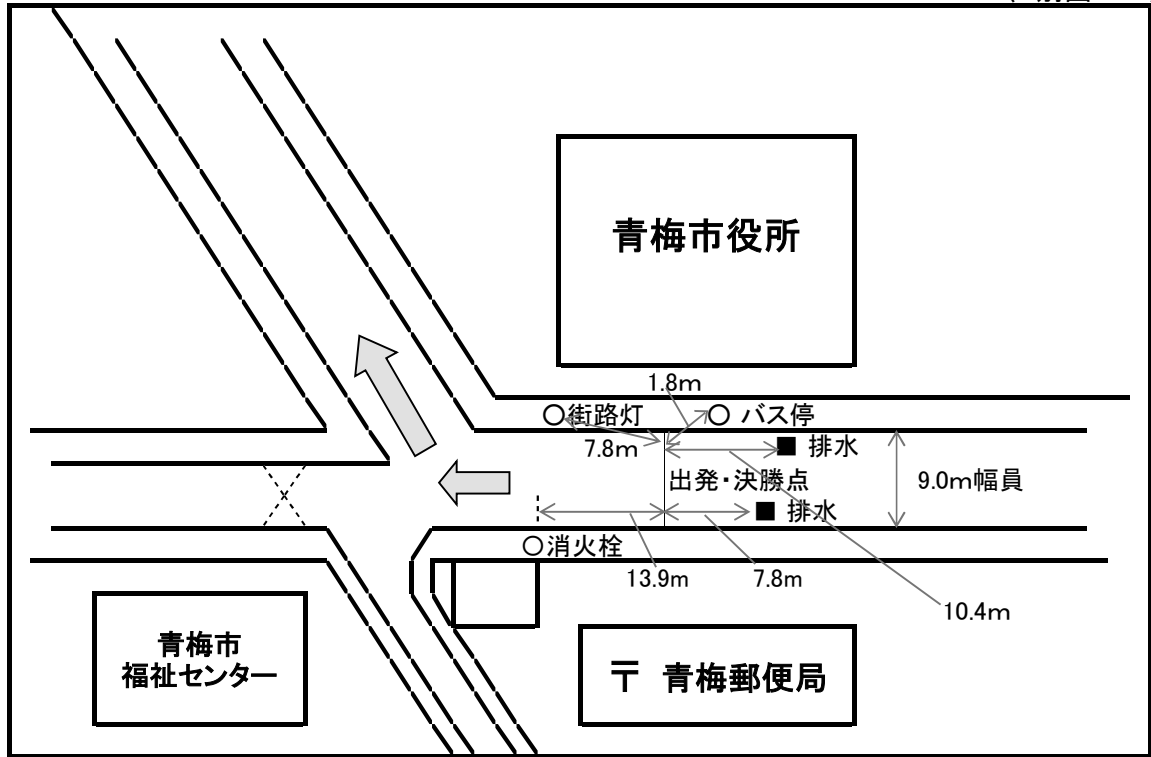 青梅市役所
1.8m
○街路灯
○ バス停
7.8m
■ 排水
出発・決勝点
9.0m幅員
■ 排水
○消火栓
13.9m
7.8m
10.4m
青梅市
福祉センター
〒 青梅郵便局